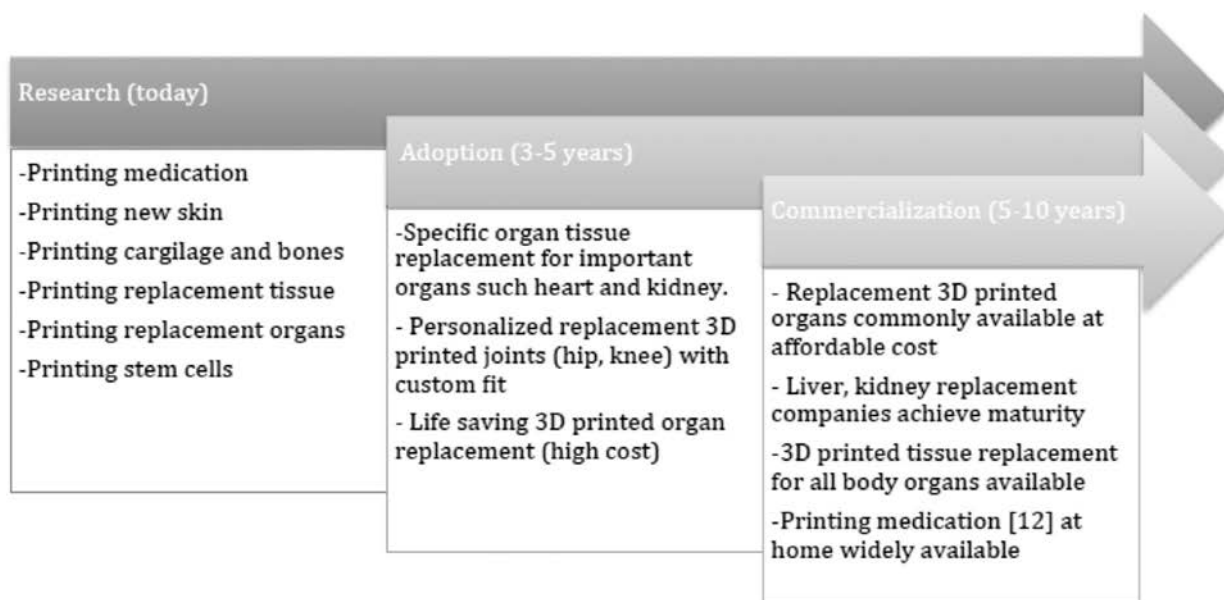 Research (today)
-Printing medication
-Printing new skin
-Printing cargilage and bones
-Printing replacement tissue
-Printing replacement organs
-Printing stem cells
Adoption (3-5 years)
-Specific organ tissue
replacement for important
organs such heart and kidney.
- Personalized replacement 3D
printed joints (hip, knee) with
custom fit
- Life saving 3D printed organ
replacement (high cost)
Commercialization (5-10 years)
- Replacement 3D printed
organs commonly available at
affordable cost
- Liver, kidney replacement
companies achieve maturity
-3D printed tissue replacement
for all body organs available
-Printing medication [12] at
home widely available